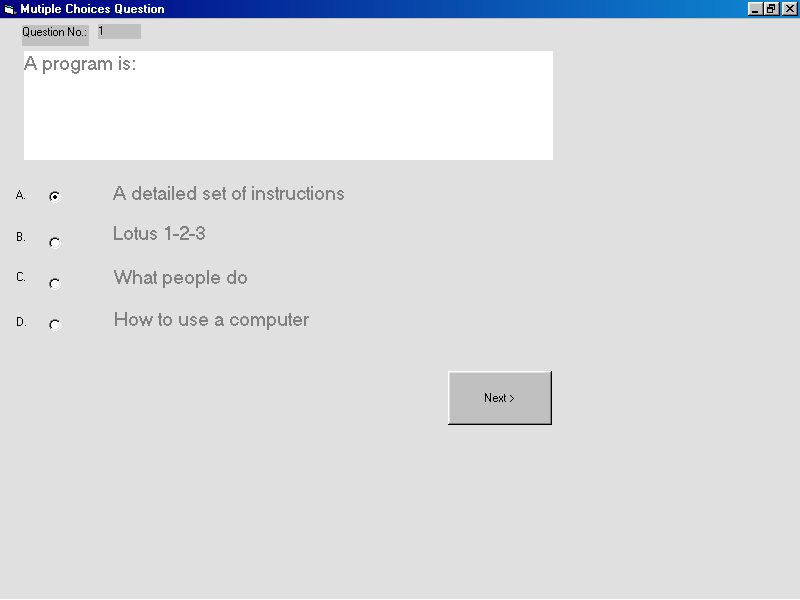 Mutiple Choices Question
Question No.: 1
A program is:
A. A detailed set of instructions
B. Lotus 1-2-3
C. What people do
D. How to use a computer
Next >